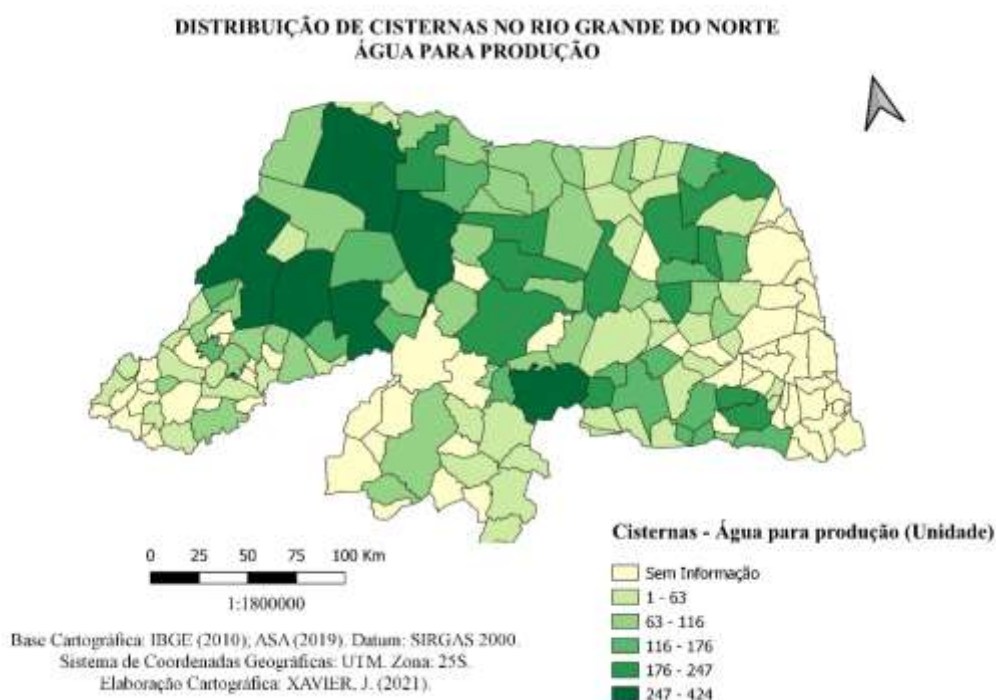 DISTRIBUIÇÃO DE CISTERNAS NO RIO GRANDE DO NORTE
ÁGUA PARA PRODUÇÃO
Cisternas - Água para produção (Unidade)
Sem Informação
1 - 63
63 - 116
116 - 176
176 - 247
247 - 424
0 25 50 75 100 Km
1:1800000
Base Cartográfica: IBGE (2010); ASA (2019). Datum: SIRGAS 2000.
Sistema de Coordenadas Geográficas: UTM. Zona: 25S.
Elaboração Cartográfica: XAVIER, J. (2021).